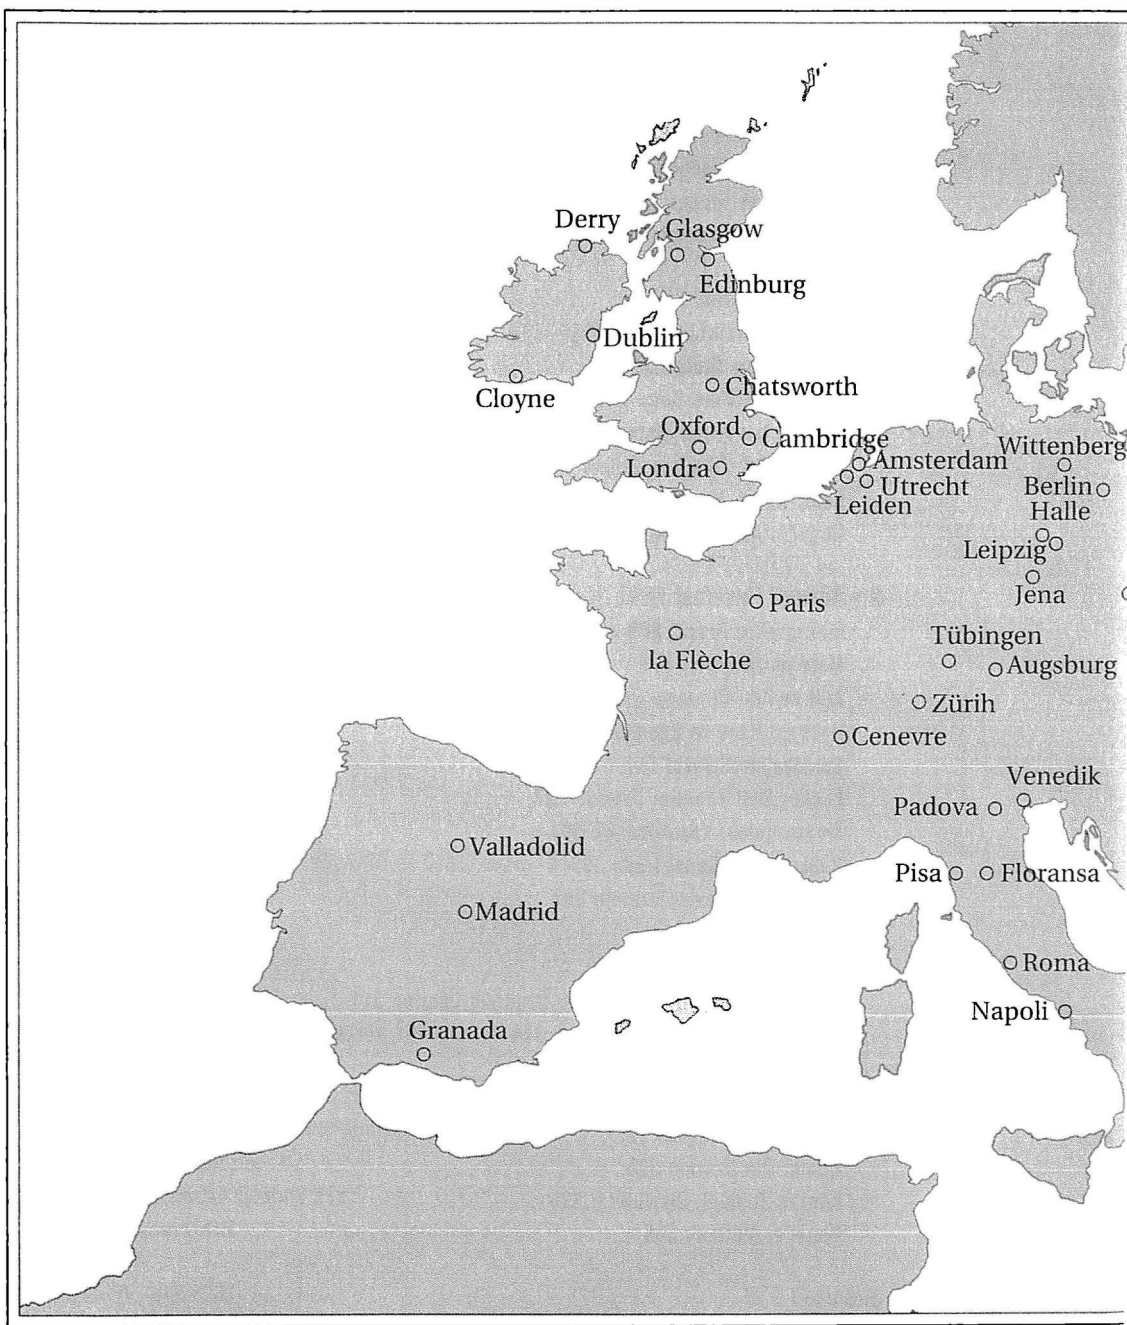 Derry
Glasgow
Edinburg
Dublin
Chatsworth
Cloyne
Oxford
Cambridge
Wittenberg
Londra
Amsterdam
Utrecht
Berlin
Leiden
Halle
Leipzig
Jena
Paris
Tübingen
la Flèche
Augsburg
Zürih
Cenevre
Venedik
Padova
Valladolid
Pisa
Floransa
Madrid
Roma
Napoli
Granada